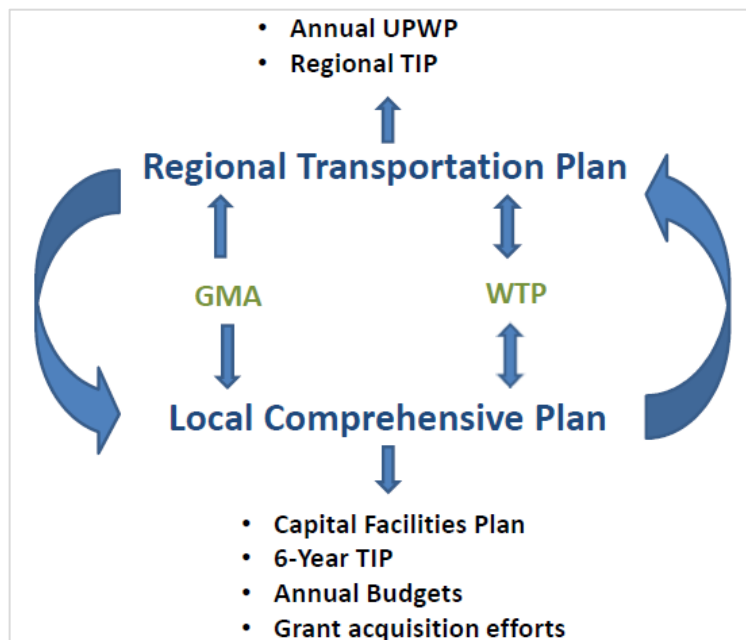 • Annual UPWP
• Regional TIP
Regional Transportation Plan
GMA WTP
Local Comprehensive Plan
• Capital Facilities Plan
• 6-Year TIP
• Annual Budgets
• Grant acquisition efforts